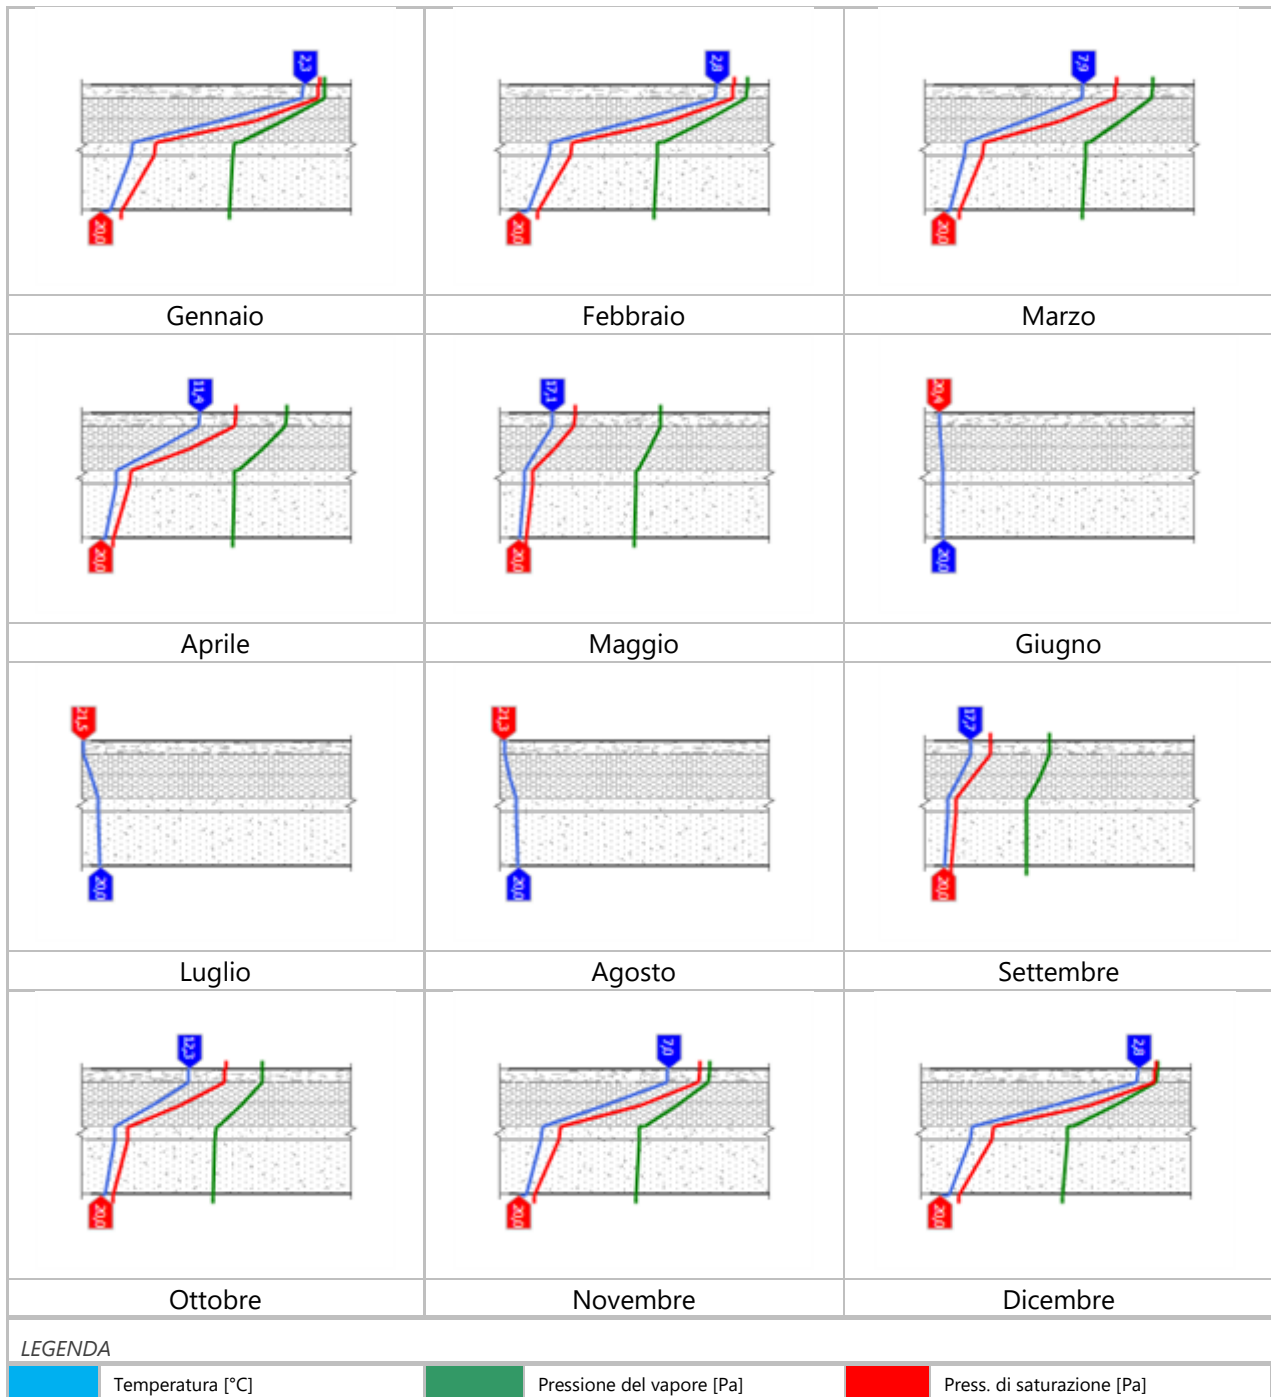 2,3
2,8
7,9
20,0
20,0
20,0
Gennaio
Febbraio
Marzo
11,4
17,1
20,4
20,0
20,0
20,0
Aprile
Maggio
Giugno
21,5
21,3
17,7
20,0
20,0
20,0
Luglio
Agosto
Settembre
12,3
7,0
2,8
20,0
20,0
20,0
Ottobre
Novembre
Dicembre
LEGENDA
Temperatura [°C]
Pressione del vapore [Pa]
Press. di saturazione [Pa]